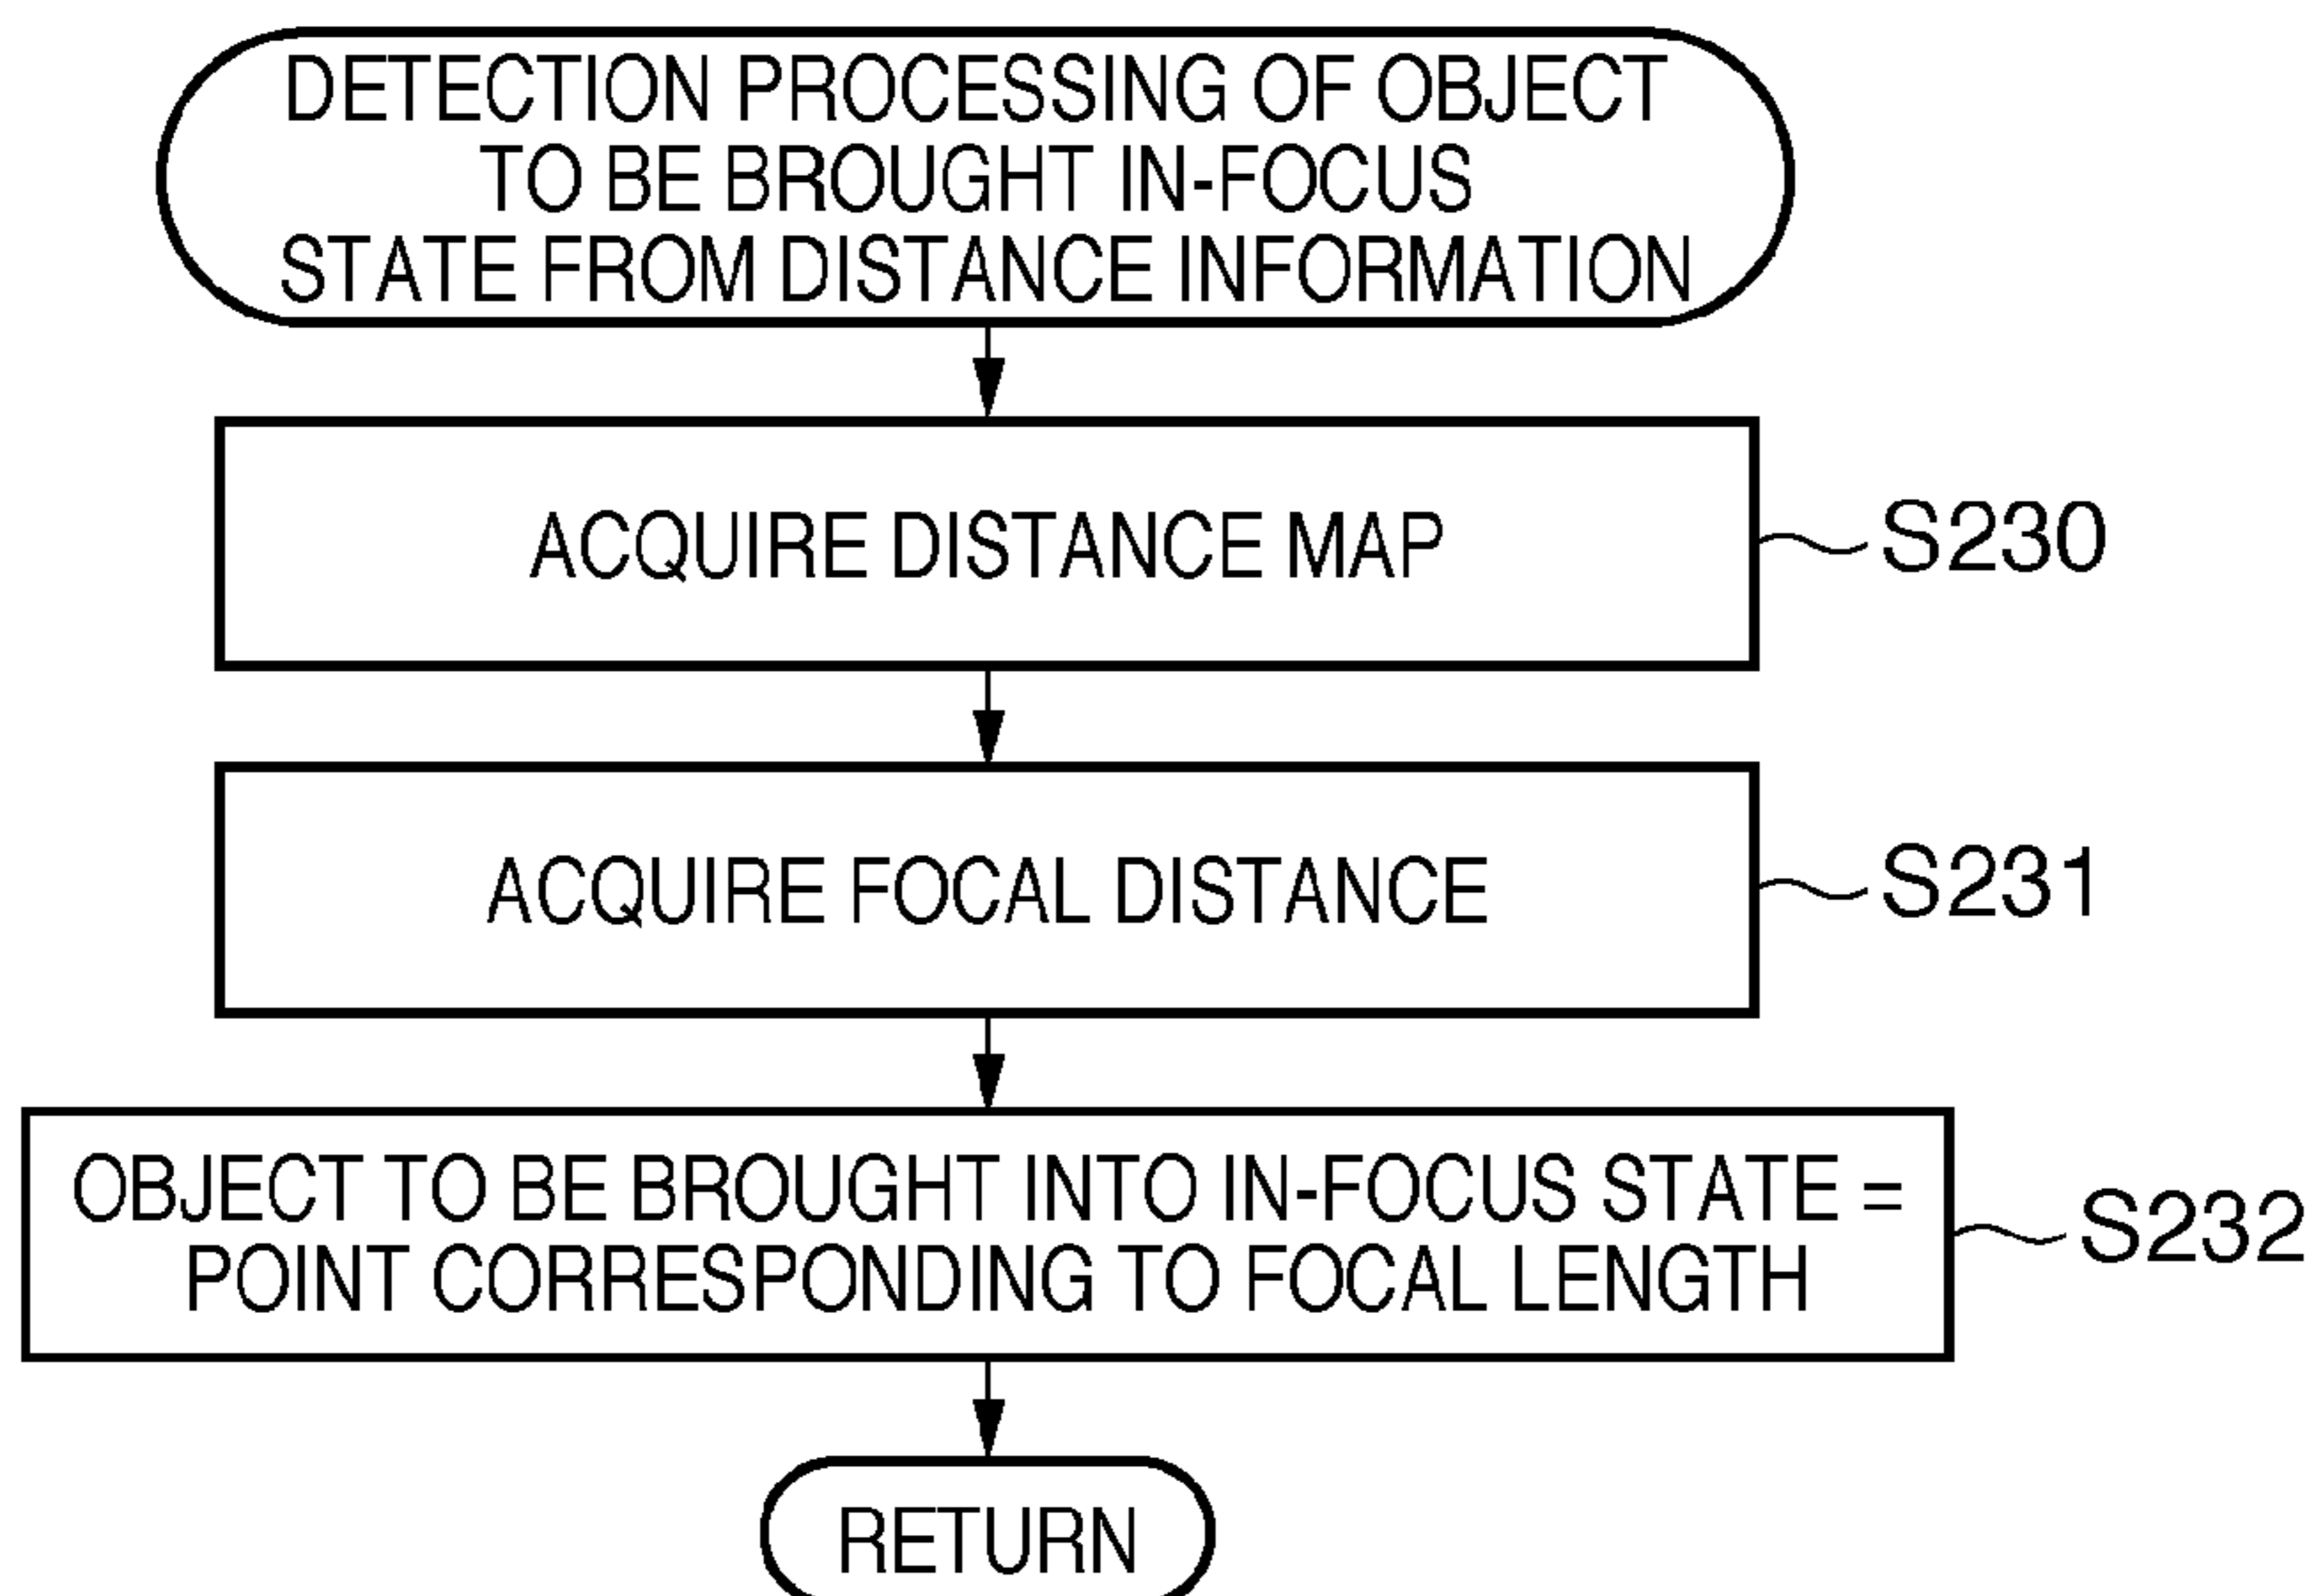 DETECTION PROCESSING OF OBJECT
TO BE BROUGHT IN-FOCUS
STATE FROM DISTANCE INFORMATION
ACQUIRE DISTANCE MAP
S230
ACQUIRE FOCAL DISTANCE
S231
OBJECT TO BE BROUGHT INTO IN-FOCUS STATE =
POINT CORRESPONDING TO FOCAL LENGTH
S232
RETURN